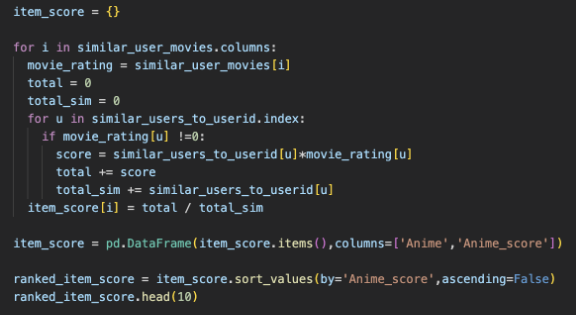 item_score = {}
for i in similar_user_movies.columns:
  movie_rating = similar_user_movies[i]
  total = 0
  total_sim = 0
  for u in similar_users_to_userid.index:
    if movie_rating[u] !=0:
      score = similar_users_to_userid[u]*movie_rating[u]
      total += score
      total_sim += similar_users_to_userid[u]
  item_score[i] = total / total_sim
item_score = pd.DataFrame(item_score.items(),columns=['Anime','Anime_score'])
ranked_item_score = item_score.sort_values(by='Anime_score',ascending=False)
ranked_item_score.head(10)